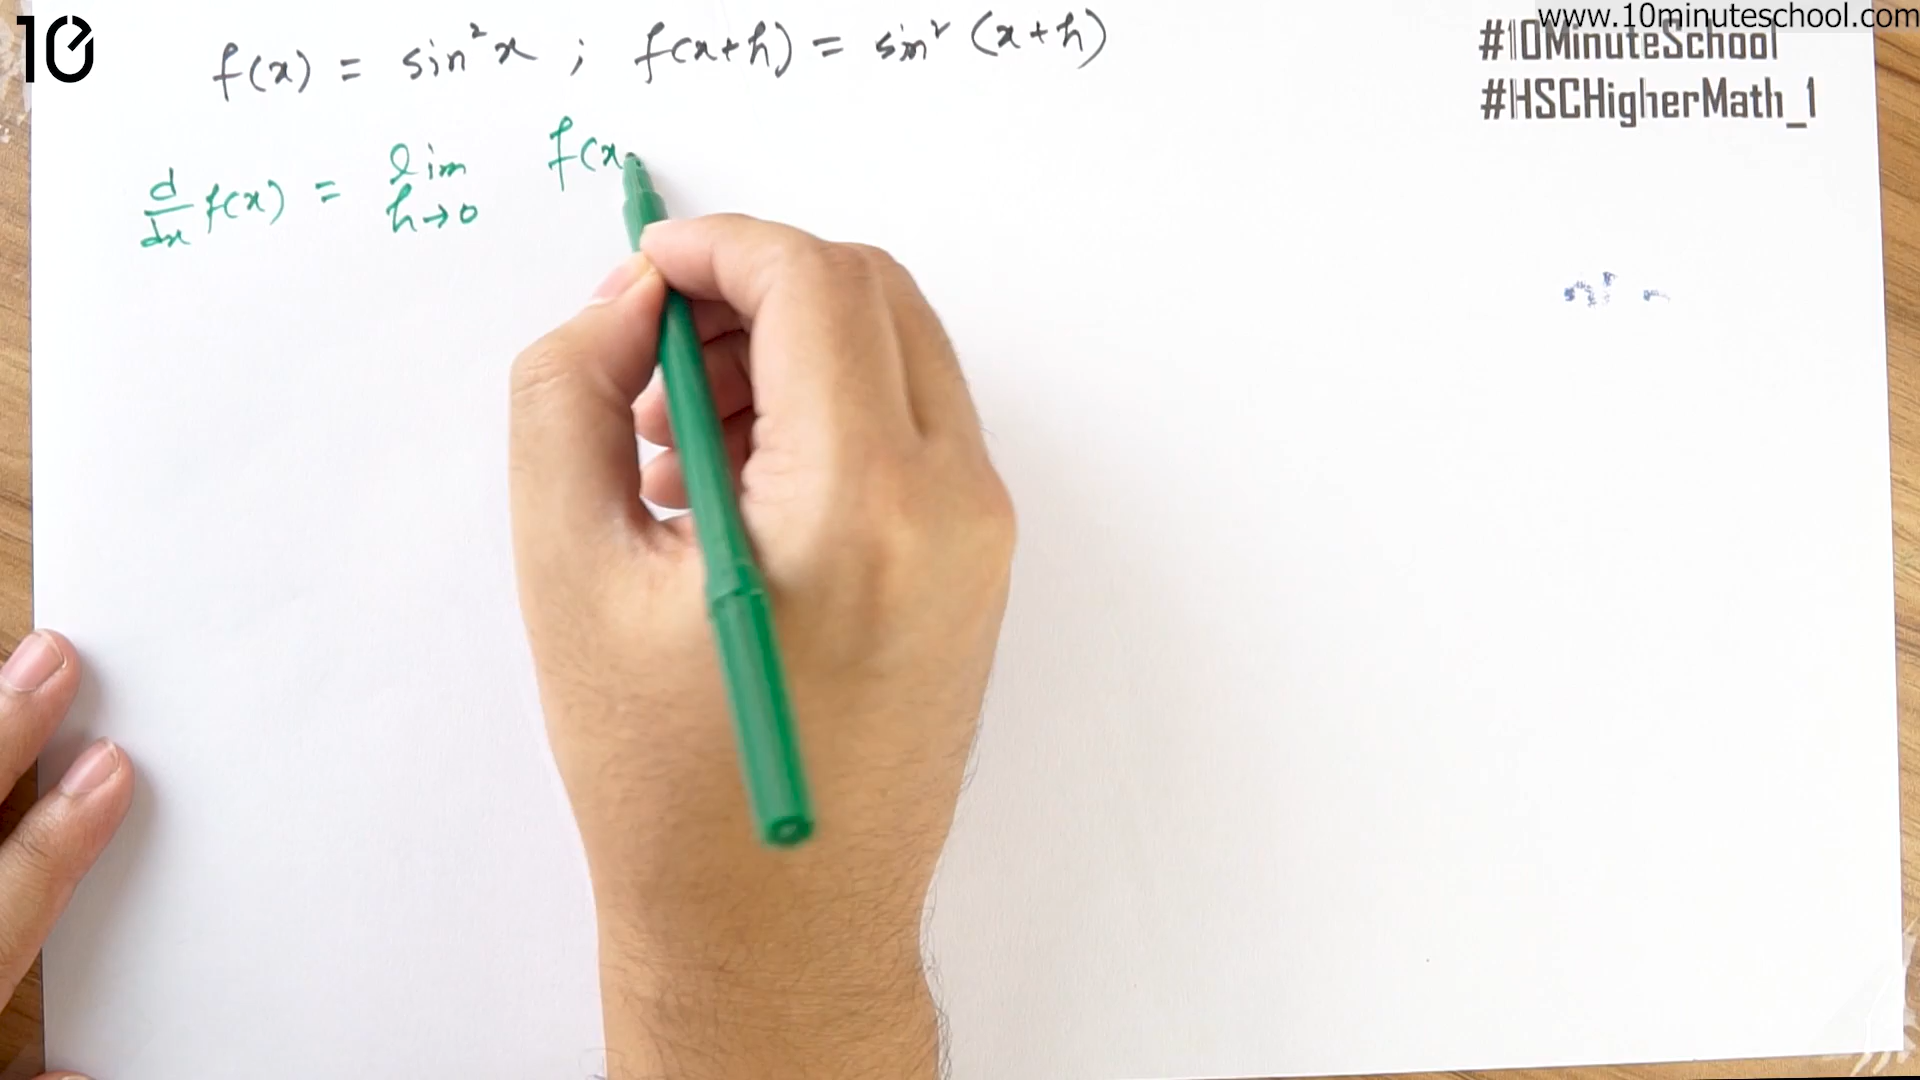 10
www.10minuteschool.com
#10MinuteSchool
#HSCHigherMath_1
f(x) = sin²x ; f(x+h) = sin²(x+h)
d/dx f(x) = lim h→0 f(x